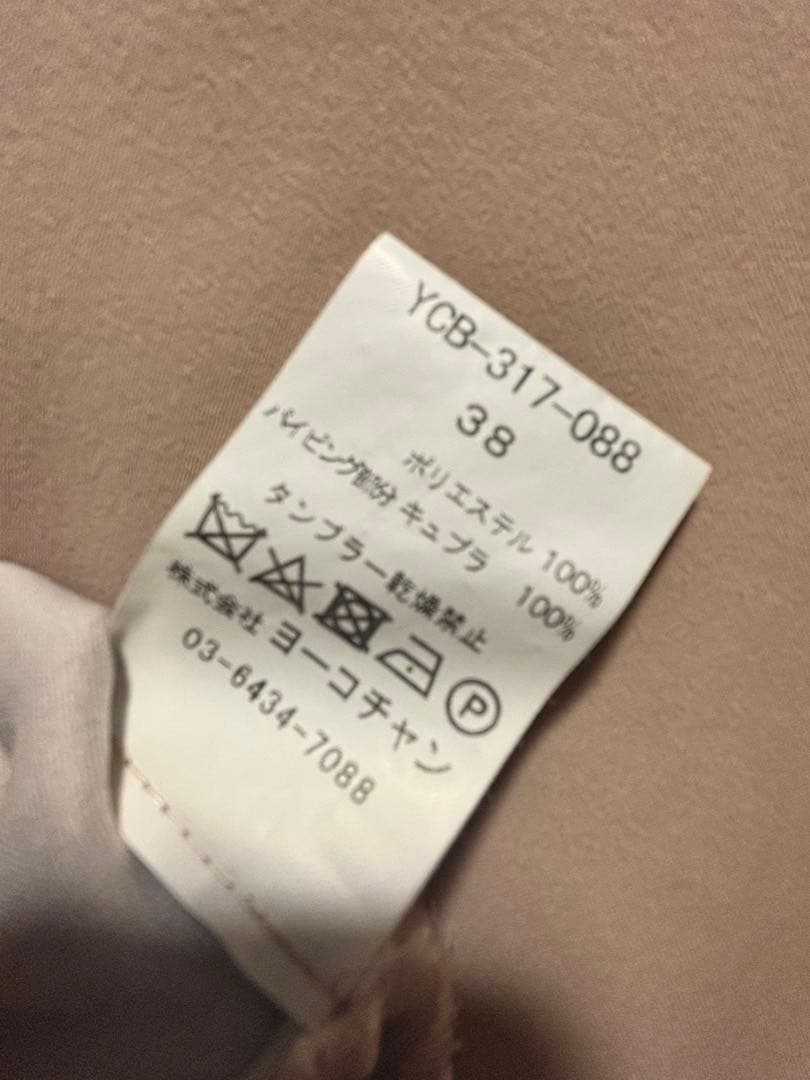 YCB-317-088
38
ポリエステル 100%
パイピング部分 キュプラ 100%
タンブラー乾燥禁止
P
株式会社 ヨーコチャン
03-6434-7088